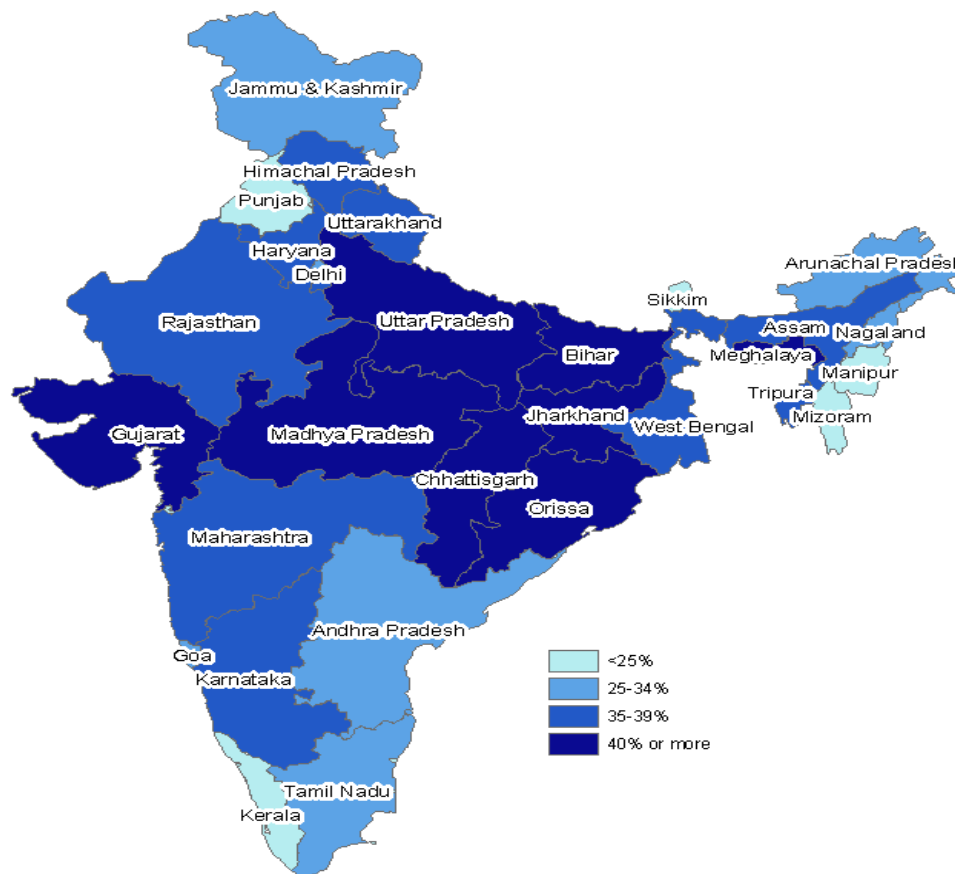 Jammu & Kashmir
Himachal Pradesh
Punjab
Uttarakhand
Haryana
Delhi
Arunachal Pradesh
Sikkim
Rajasthan
Uttar Pradesh
Assam
Nagaland
Bihar
Meghalaya
Manipur
Tripura
Mizoram
Jharkhand
West Bengal
Gujarat
Madhya Pradesh
Chhattisgarh
Orissa
Maharashtra
Andhra Pradesh
Goa
Karnataka
Tamil Nadu
Kerala
<25%
25-34%
35-39%
40% or more